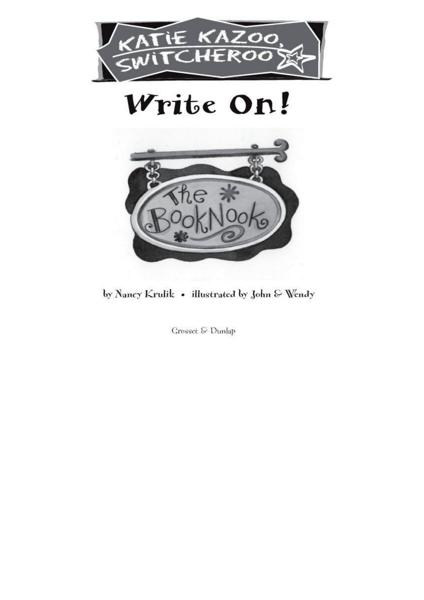 KATIE KAZOO,
SWITCHEROO
Write On!
The
BookNook
by Nancy Krulik • illustrated by John & Wendy
Grosset & Dunlap